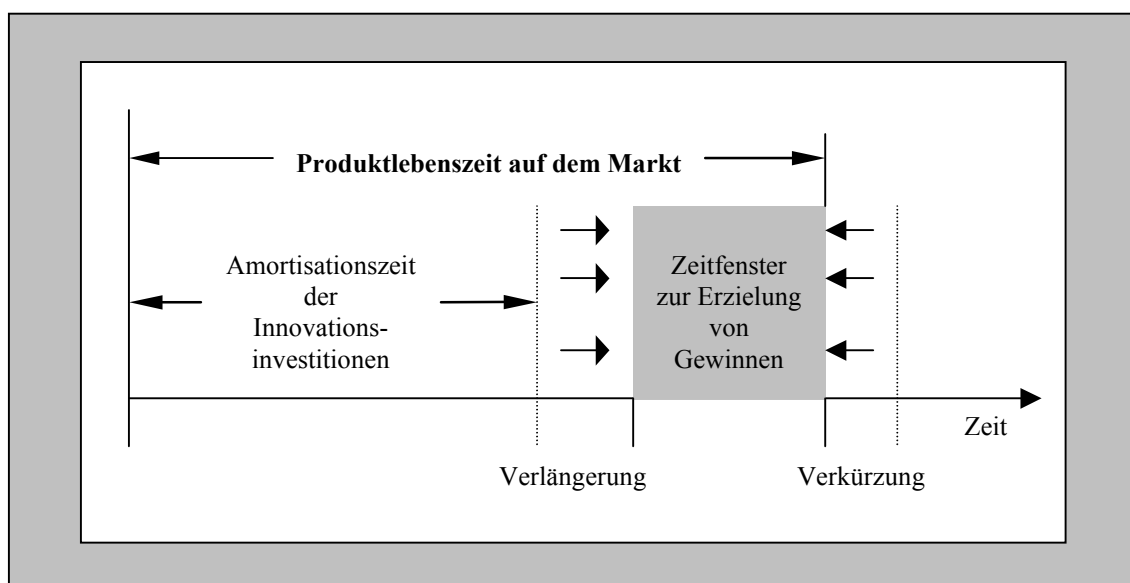 Produktlebenszeit auf dem Markt
Amortisationszeit
der
Innovations-
investitionen
Zeitfenster
zur Erzielung
von
Gewinnen
Zeit
Verlängerung
Verkürzung